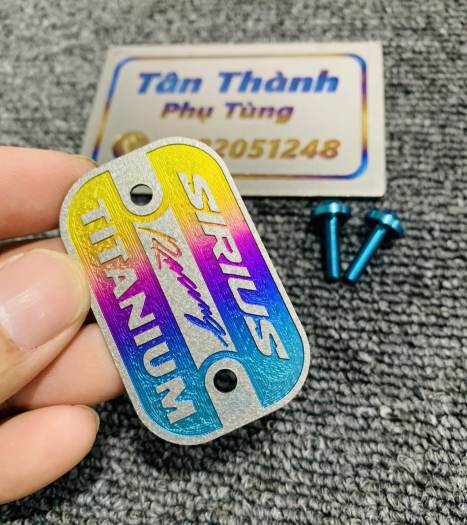 Tân Thành
Phụ Tùng
2051248
SIRIUS
Racing
TITANIUM